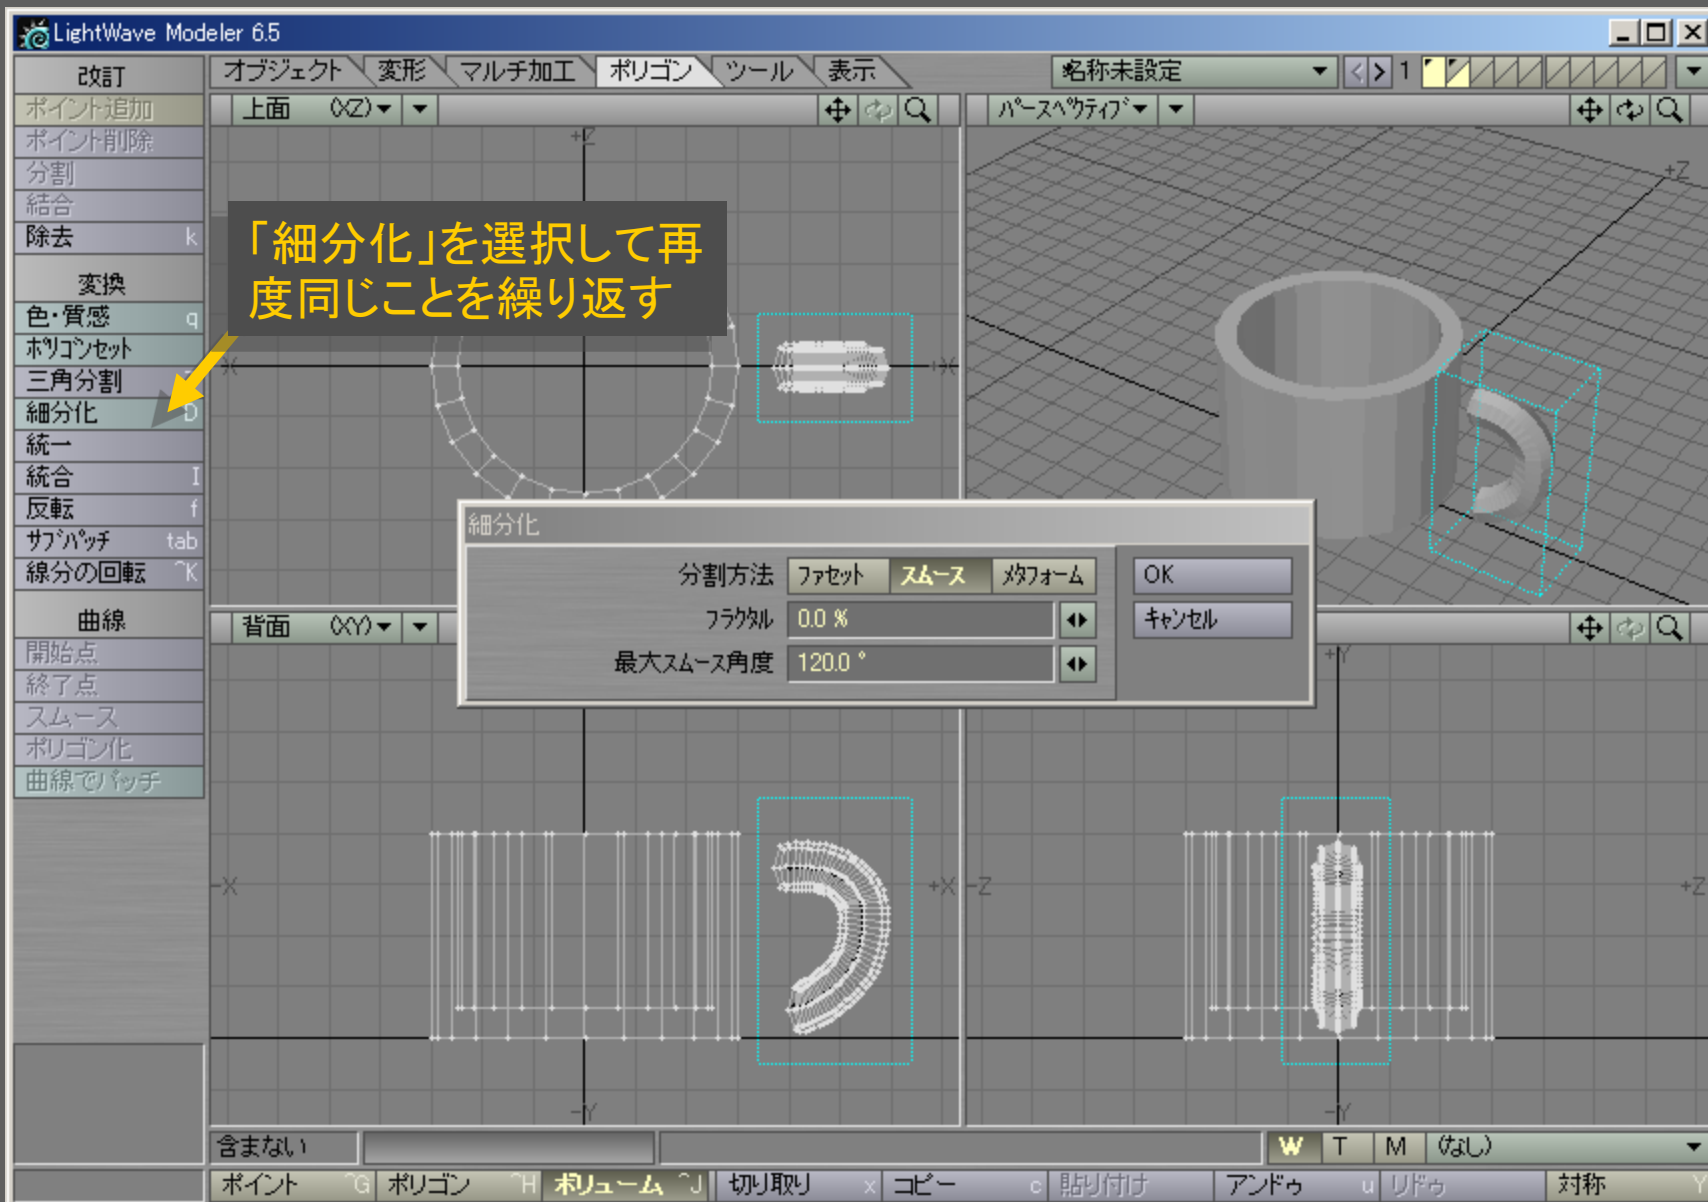 LightWave Modeler 6.5
改訂
オブジェクト 変形 マルチ加工 ポリゴン ツール 表示
名称未設定 1
ポイント追加
上面 (XZ)
パースペクティブ
ポイント削除
分割
結合
除去 k
「細分化」を選択して再
度同じことを繰り返す
変換
色・質感 q
ポリゴンセット
三角分割
細分化 D
統一
統合 I
反転 f
サブパッチ tab
線分の回転 ^K
曲線
開始点
終了点
スムース
ポリゴン化
曲線でパッチ
+Z
+X
+Z
細分化
分割方法 ファセット スムース メタフォーム
フラクタル 0.0 %
最大スムース角度 120.0 °
OK
キャンセル
背面 (XY)
-X
+X
-Y
+Y
-Z
+Z
-Y
含まない
W T M (なし)
ポイント ^G ポリゴン ^H ボリューム ^J 切り取り x コピー c 貼り付け アンドゥ u リドゥ 対称